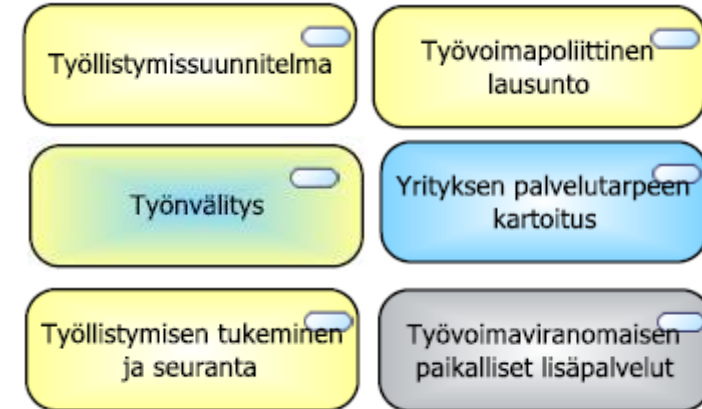 Työllistymissuunnitelma
Työvoimapoliittinen
lausunto
Työnvälitys
Yrityksen palvelutarpeen
kartoitus
Työllistymisen tukeminen
ja seuranta
Työvoimaviranomaisen
paikalliset lisäpalvelut